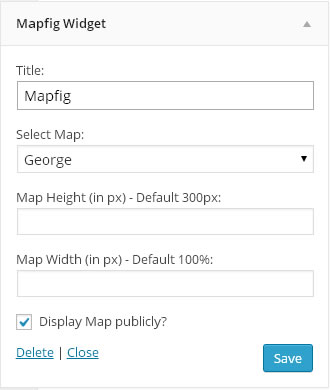 Mapfig Widget
Title:
Mapfig
Select Map:
George
Map Height (in px) - Default 300px:
Map Width (in px) - Default 100%:
Display Map publicly?
Delete | Close
Save